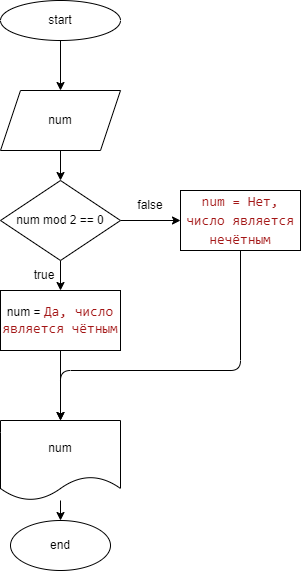 start
num
num mod 2 == 0
false
num = Нет,
число является
нечётным
true
num = Да, число
является чётным
num
end